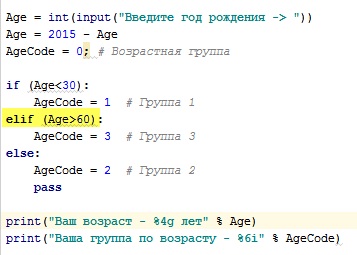 Age = int(input("Введите год рождения -> "))
Age = 2015 - Age
AgeCode = 0; # Возрастная группа
if (Age<30):
AgeCode = 1 # Группа 1
elif (Age>60):
AgeCode = 3 # Группа 3
else:
AgeCode = 2 # Группа 2
pass
print("Ваш возраст - %4g лет" % Age)
print("Ваша группа по возрасту - %6i" % AgeCode)